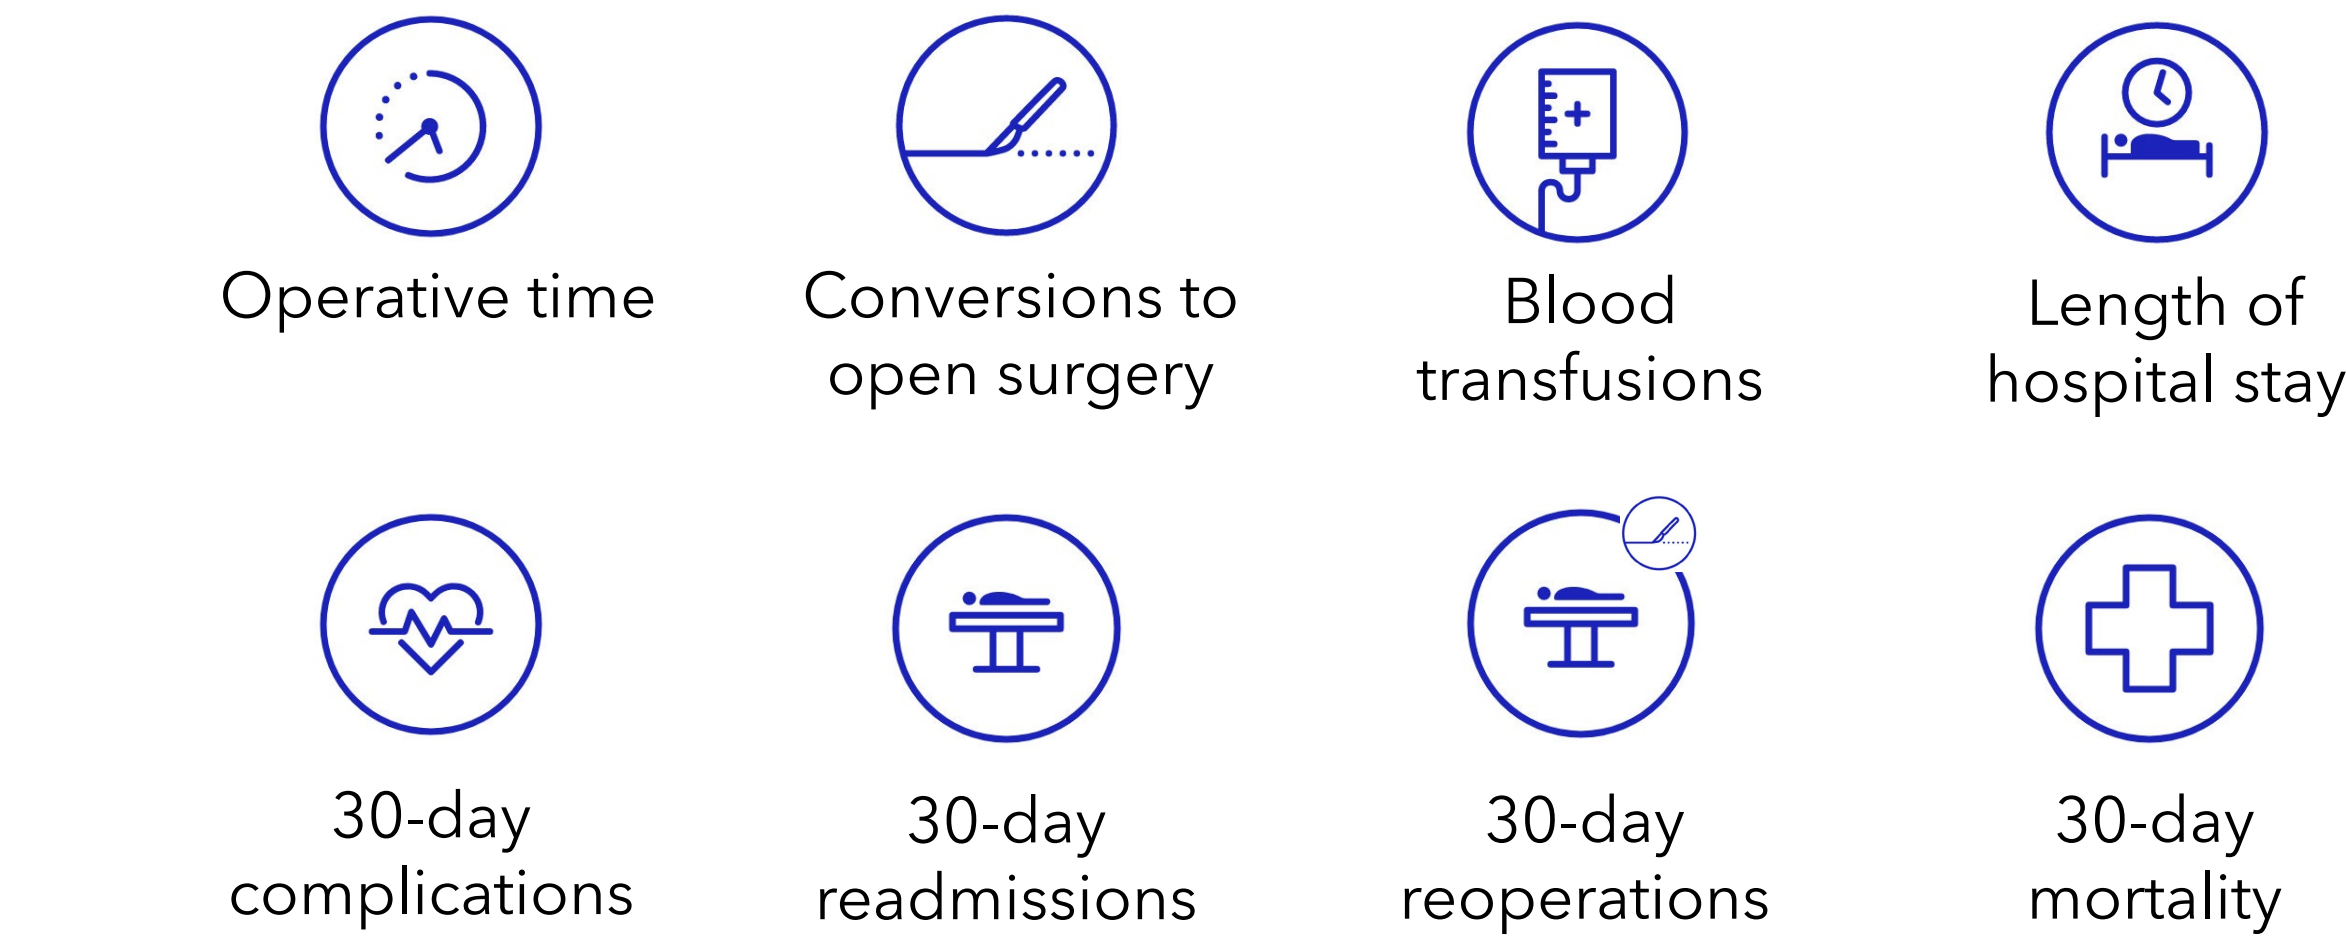 Operative time
Conversions to
open surgery
Blood
transfusions
Length of
hospital stay
30-day
complications
30-day
readmissions
30-day
reoperations
30-day
mortality